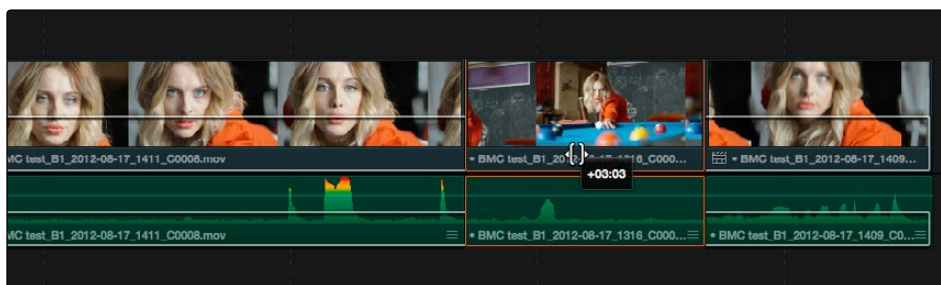 MC test_B1_2012-08-17_1411_C0008.mov
• BMC test_B1_20 -17_1316_C000...
• BMC test_B1_2012-08-17_1409...
+03:03
MC test_B1_2012-08-17_1411_C0008.mov
• BMC test_B1_2012-08-17_1316_C000...
• BMC test_B1_2012-08-17_1409_C0...